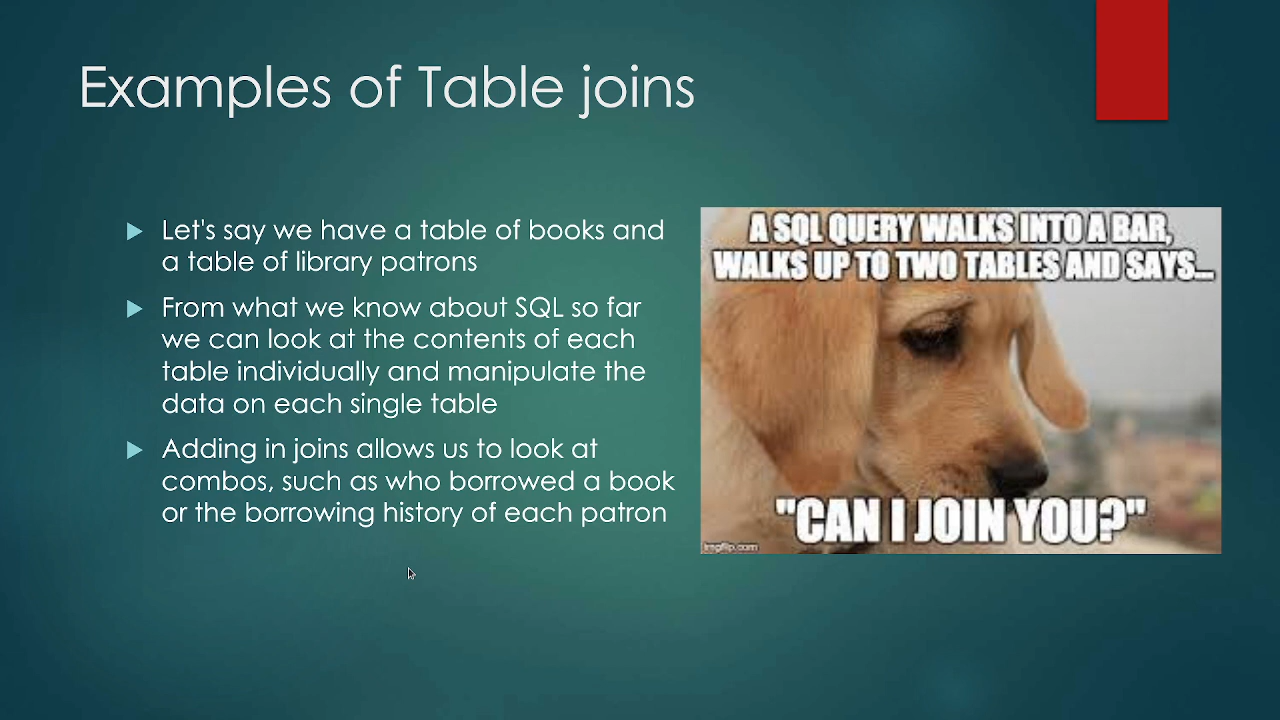 Examples of Table joins
Let's say we have a table of books and
a table of library patrons
From what we know about SQL so far
we can look at the contents of each
table individually and manipulate the
data on each single table
Adding in joins allows us to look at
combos, such as who borrowed a book
or the borrowing history of each patron
A SQL QUERY WALKS INTO A BAR,
WALKS UP TO TWO TABLES AND SAYS...
"CAN I JOIN YOU?"
imgflip.com